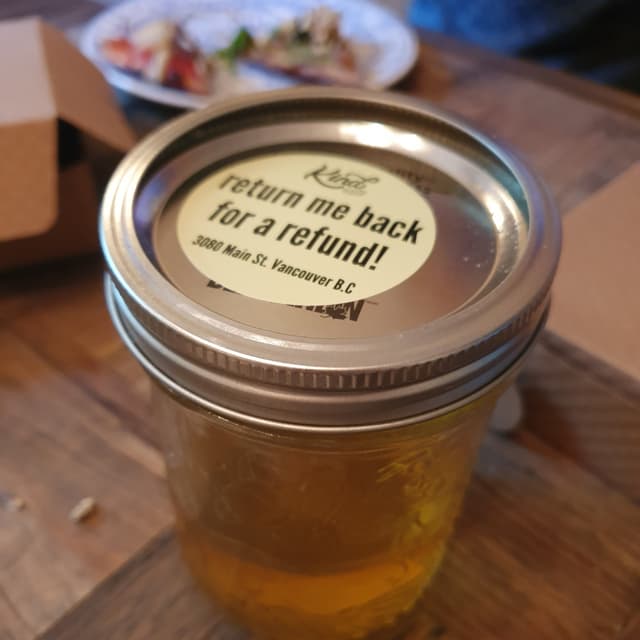 Kind
return me back
for a refund!
3080 Main St. Vancouver B.C